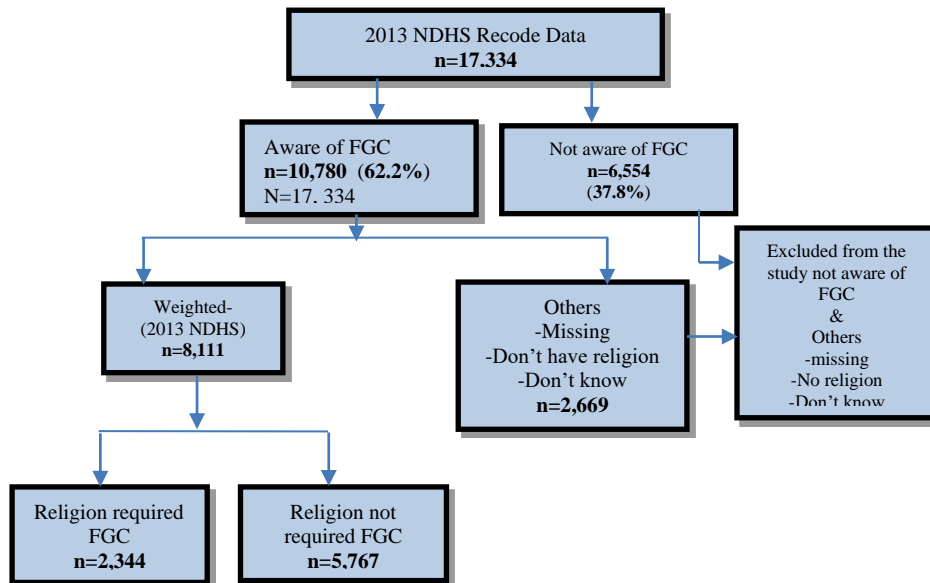 2013 NDHS Recode Data
n=17,334
Aware of FGC
n=10,780 (62.2%)
N=17. 334
Not aware of FGC
n=6,554
(37.8%)
Weighted-
(2013 NDHS)
n=8,111
Others
-Missing
-Don’t have religion
-Don’t know
n=2,669
Excluded from the
study not aware of
FGC
&
Others
-missing
-No religion
-Don’t know
Religion required
FGC
n=2,344
Religion not
required FGC
n=5,767